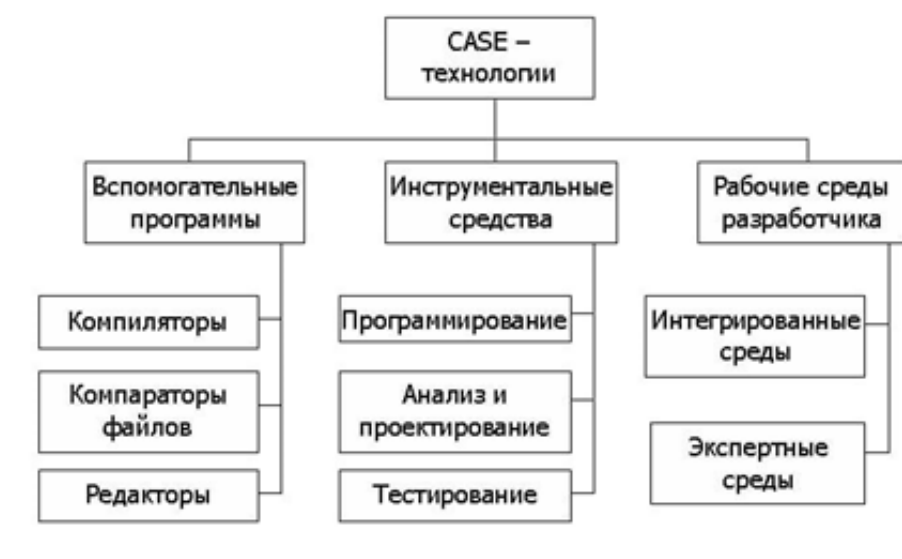 CASE –
технологии
Вспомогательные
программы
Инструментальные
средства
Рабочие среды
разработчика
Компиляторы
Компараторы
файлов
Редакторы
Программирование
Анализ и
проектирование
Тестирование
Интегрированные
среды
Экспертные
среды